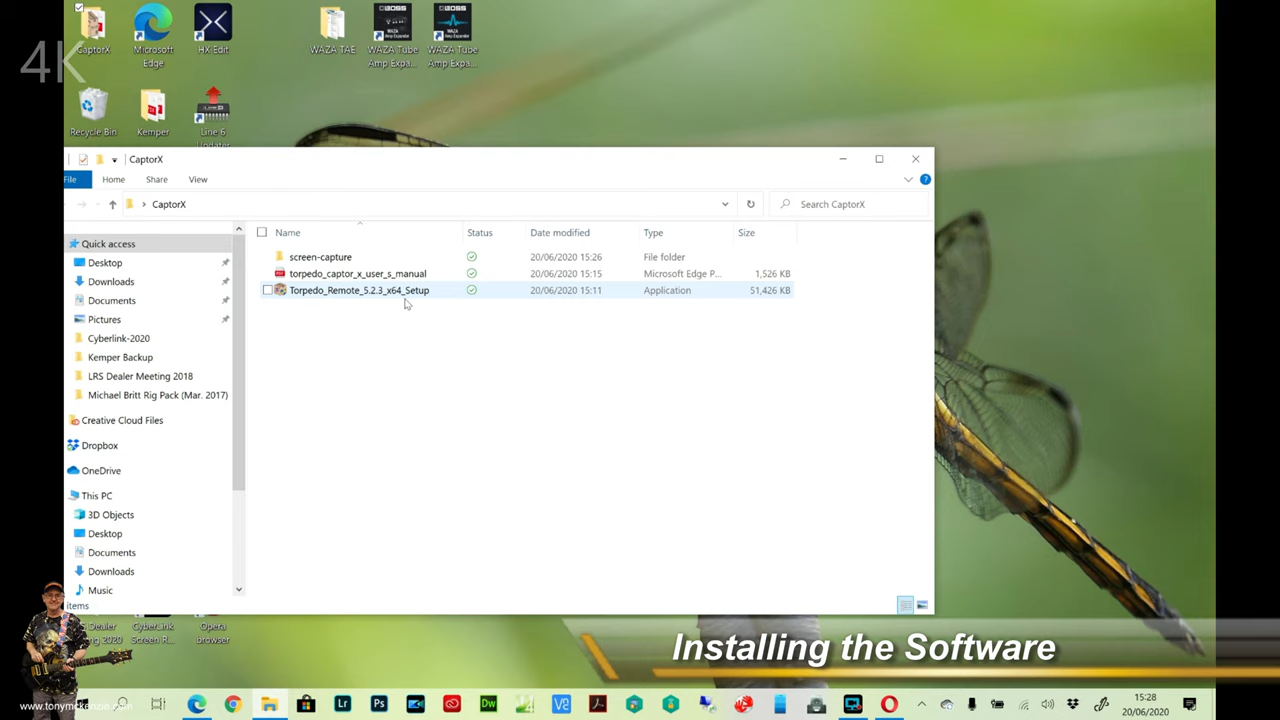 4K
CaptorX
Microsoft
Edge
HX Edit
WAZA TAE
BOSS
WAZA Tube
Amp Expa...
BOSS
WAZA Tube
Amp Expa...
Recycle Bin
Kemper
Line 6
Updater
CaptorX
File
Home
Share
View
CaptorX
Search CaptorX
Name
Status
Date modified
Type
Size
screen-capture
20/06/2020 15:26
File folder
torpedo_captor_x_user_s_manual
20/06/2020 15:15
Microsoft Edge P...
1,526 KB
Torpedo_Remote_5.2.3_x64_Setup
20/06/2020 15:11
Application
51,426 KB
Quick access
Desktop
Downloads
Documents
Pictures
Cyberlink-2020
Kemper Backup
LRS Dealer Meeting 2018
Michael Britt Rig Pack (Mar. 2017)
Creative Cloud Files
Dropbox
OneDrive
This PC
3D Objects
Desktop
Documents
Downloads
Music
items
Dealer
2020
CyberLink
Screen R...
Opera
browser
Installing the Software
www.tonymckenzie.com
Lr
Ps
Dw
15:28
20/06/2020